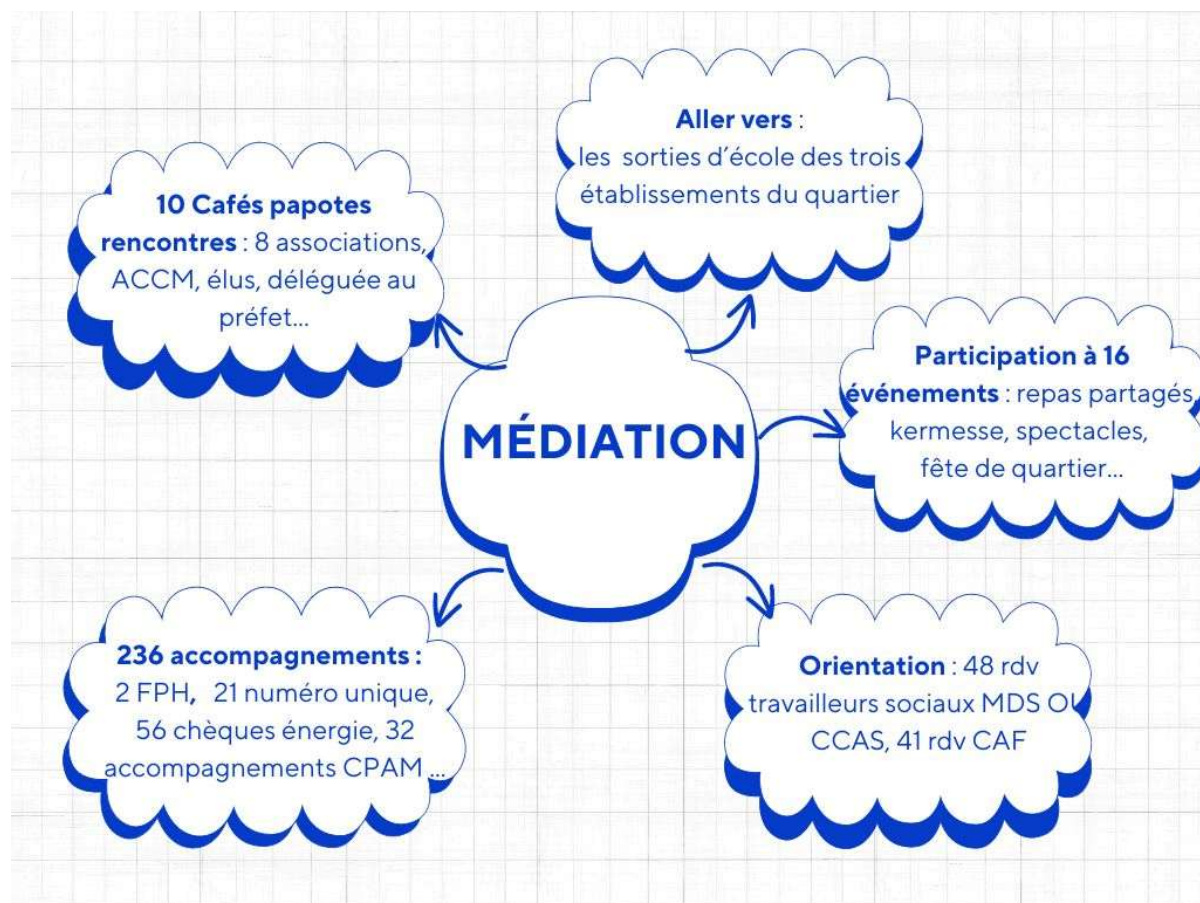 Aller vers :
les sorties d'école des trois
établissements du quartier
10 Cafés papotes
rencontres : 8 associations,
ACCM, élus, déléguée au
préfet...
Participation à 16
événements : repas partagés,
kermesse, spectacles,
fête de quartier...
MÉDIATION
236 accompagnements :
2 FPH, 21 numéro unique,
56 chèques énergie, 32
accompagnements CPAM ...
Orientation : 48 rdv
travailleurs sociaux MDS OU
CCAS, 41 rdv CAF